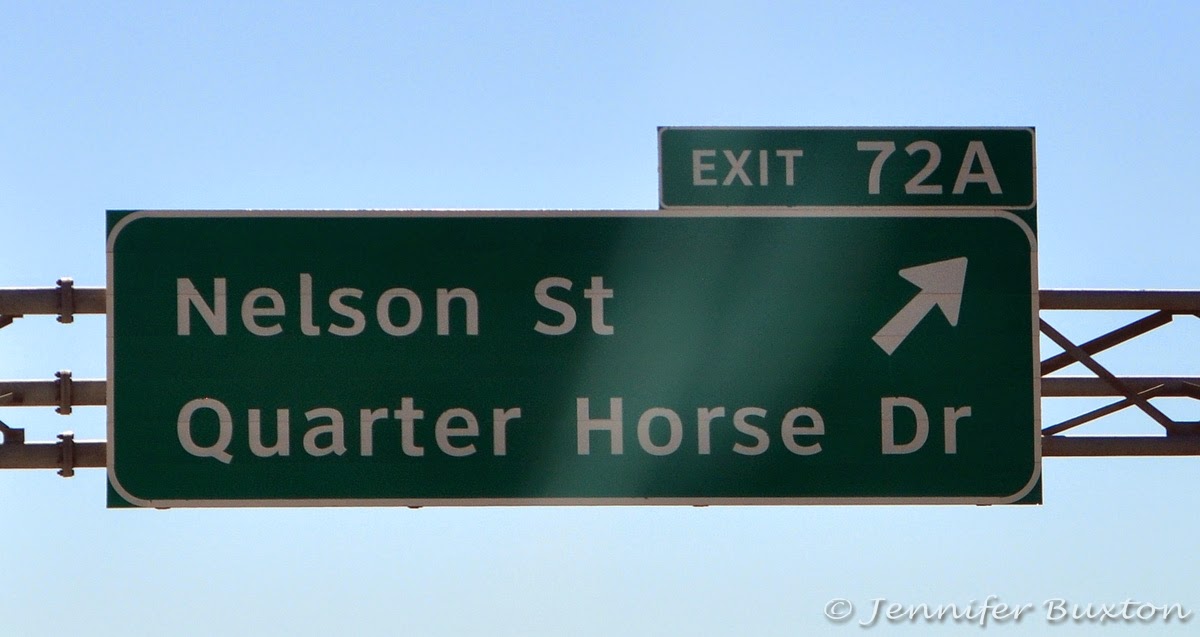 EXIT 72A
Nelson St
Quarter Horse Dr
© Jennifer Buxton